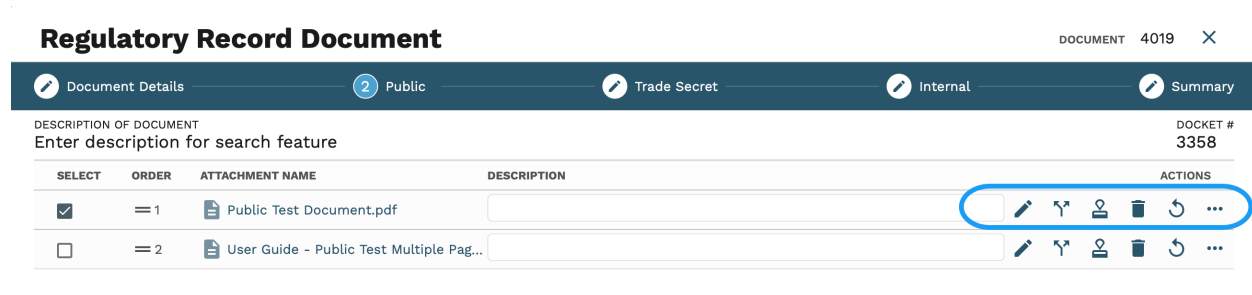 Regulatory Record Document
DOCUMENT 4019
Document Details 2 Public Trade Secret Internal Summary
DESCRIPTION OF DOCUMENT DOCKET #
Enter description for search feature 3358
SELECT ORDER ATTACHMENT NAME DESCRIPTION ACTIONS
1 Public Test Document.pdf
2 User Guide - Public Test Multiple Pag...